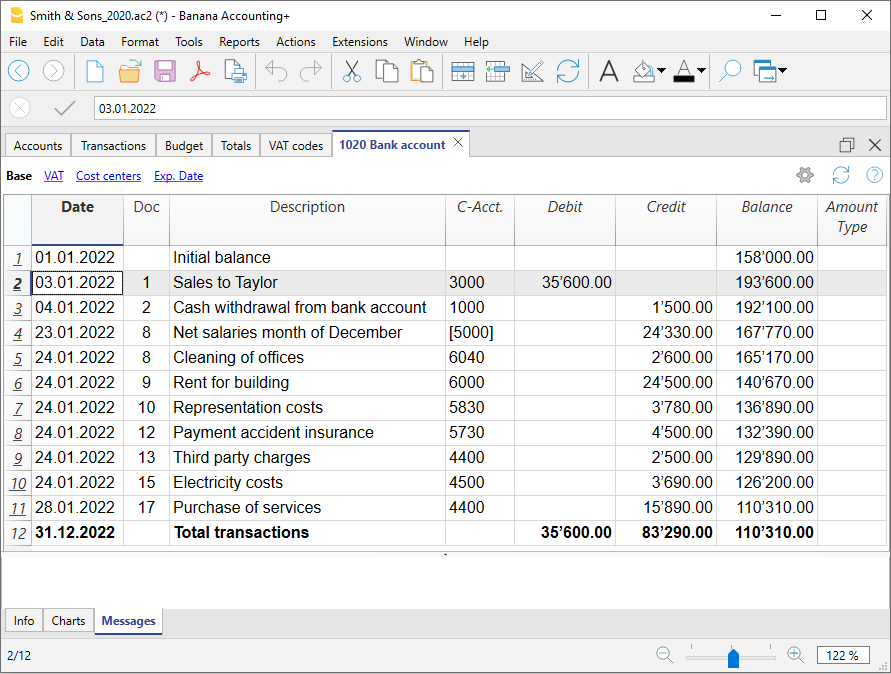 Smith & Sons_2020.ac2 (*) - Banana Accounting+
File Edit Data Format Tools Reports Actions Extensions Window Help
03.01.2022
Accounts Transactions Budget Totals VAT codes 1020 Bank account
Base VAT Cost centers Exp. Date
Date Doc Description C-Acct. Debit Credit Balance Amount Type
1 01.01.2022 Initial balance 158’000.00
2 03.01.2022 1 Sales to Taylor 3000 35’600.00 193’600.00
3 04.01.2022 2 Cash withdrawal from bank account 1000 1’500.00 192’100.00
4 23.01.2022 8 Net salaries month of December [5000] 24’330.00 167’770.00
5 24.01.2022 8 Cleaning of offices 6040 2’600.00 165’170.00
6 24.01.2022 9 Rent for building 6000 24’500.00 140’670.00
7 24.01.2022 10 Representation costs 5830 3’780.00 136’890.00
8 24.01.2022 12 Payment accident insurance 5730 4’500.00 132’390.00
9 24.01.2022 13 Third party charges 4400 2’500.00 129’890.00
10 24.01.2022 15 Electricity costs 4500 3’690.00 126’200.00
11 28.01.2022 17 Purchase of services 4400 15’890.00 110’310.00
12 31.12.2022 Total transactions 35’600.00 83’290.00 110’310.00
Info Charts Messages
2/12 122 %